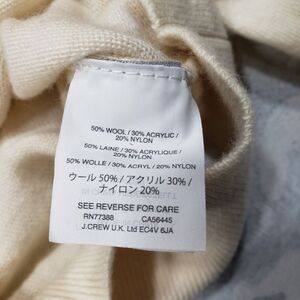 50% WOOL / 30% ACRYLIC /
20% NYLON
50% LAINE / 30% ACRYLIQUE /
20% NYLON
50% WOLLE / 30% ACRYL / 20% NYLON
ウール 50% / アクリル 30% /
ナイロン 20%
SEE REVERSE FOR CARE
RN77388 CA56445
J.CREW U.K. Ltd EC4V 6JA